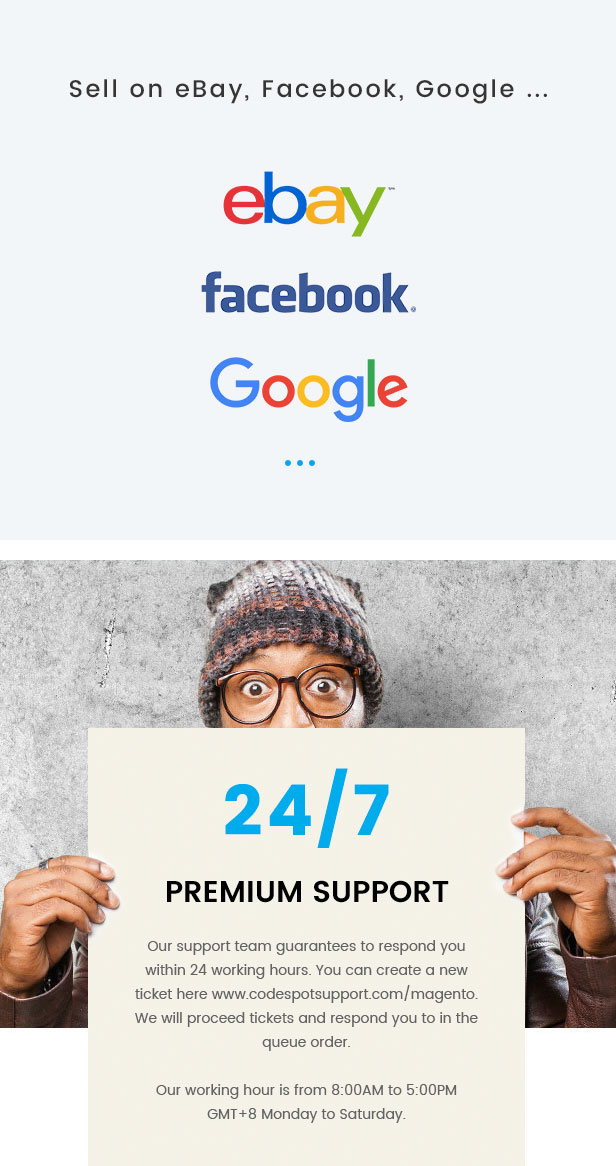 Sell on eBay, Facebook, Google ...
ebay™
facebook®
Google
...
24/7
PREMIUM SUPPORT
Our support team guarantees to respond you
within 24 working hours. You can create a new
ticket here www.codespotsupport.com/magento.
We will proceed tickets and respond you to in the
queue order.
Our working hour is from 8:00AM to 5:00PM
GMT+8 Monday to Saturday.